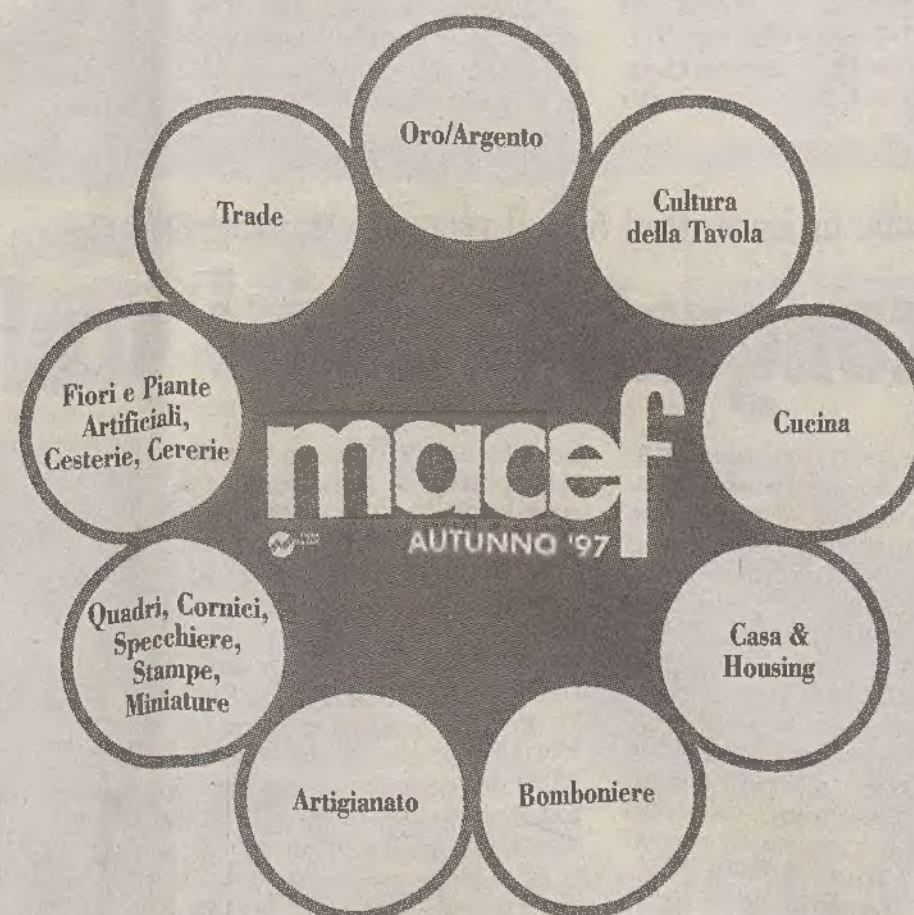 Oro/Argento
Cultura
della Tavola
Cucina
Casa &
Housing
Bomboniere
Artigianato
Quadri, Cornici,
Specchiere,
Stampe,
Miniature
Fiori e Piante
Artificiali,
Cesterie, Cererie
Trade
macef
AUTUNNO '97